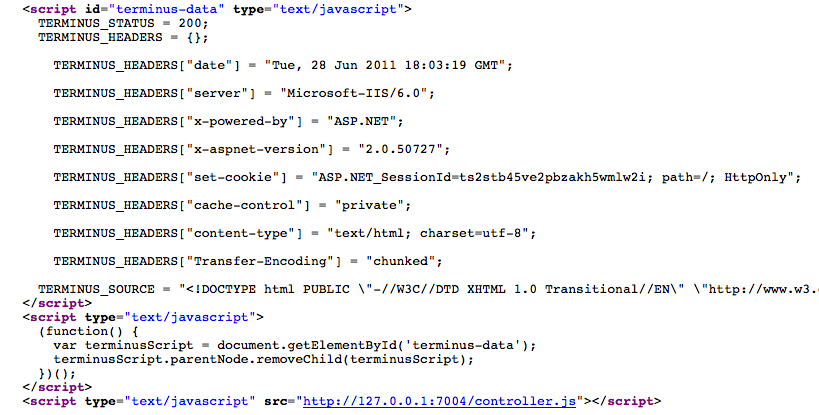 <script id="terminus-data" type="text/javascript">
TERMINUS_STATUS = 200;
TERMINUS_HEADERS = {};
TERMINUS_HEADERS["date"] = "Tue, 28 Jun 2011 18:03:19 GMT";
TERMINUS_HEADERS["server"] = "Microsoft-IIS/6.0";
TERMINUS_HEADERS["x-powered-by"] = "ASP.NET";
TERMINUS_HEADERS["x-aspnet-version"] = "2.0.50727";
TERMINUS_HEADERS["set-cookie"] = "ASP.NET_SessionId=ts2stb45ve2pbzakh5wmlw2i; path=/; HttpOnly";
TERMINUS_HEADERS["cache-control"] = "private";
TERMINUS_HEADERS["content-type"] = "text/html; charset=utf-8";
TERMINUS_HEADERS["Transfer-Encoding"] = "chunked";
TERMINUS_SOURCE = "<!DOCTYPE html PUBLIC \"-//W3C//DTD XHTML 1.0 Transitional//EN\" \"http://www.w3.
</script>
<script type="text/javascript">
(function() {
var terminusScript = document.getElementById('terminus-data');
terminusScript.parentNode.removeChild(terminusScript);
})();
</script>
<script type="text/javascript" src="http://127.0.0.1:7004/controller.js"></script>